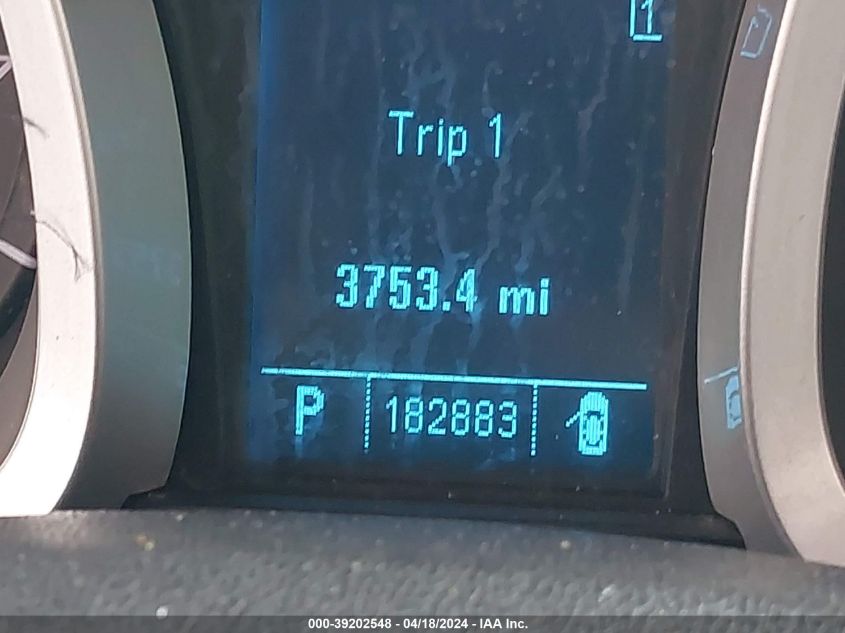 1
Trip 1
3753.4 mi
P 182883
000-39202548 - 04/18/2024 - IAA Inc.